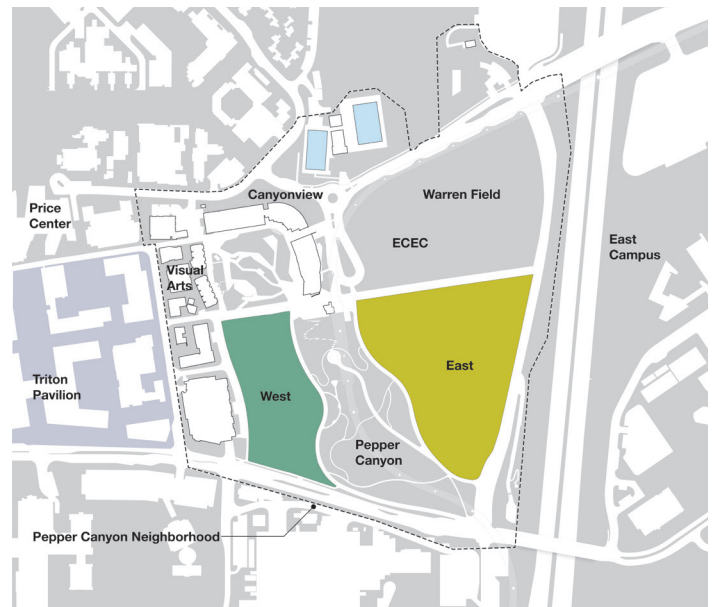 Canyonview
Warren Field
Price
Center
ECEC
East
Campus
Visual
Arts
Triton
Pavilion
West
East
Pepper
Canyon
Pepper Canyon Neighborhood